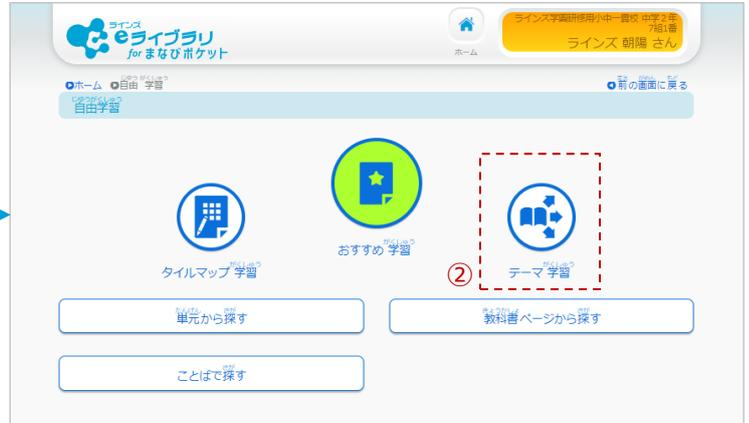 ラインズ
eライブラリ
for まなびポケット
ホーム
ラインズ学園研修用小中一貫校 中学2年
7組1番
ラインズ 朝陽 さん
ホーム 自由 学習
前の画面に戻る
自由学習
おすすめ 学習
タイルマップ 学習
②
テーマ 学習
単元から探す
教科書ページから探す
ことばで探す